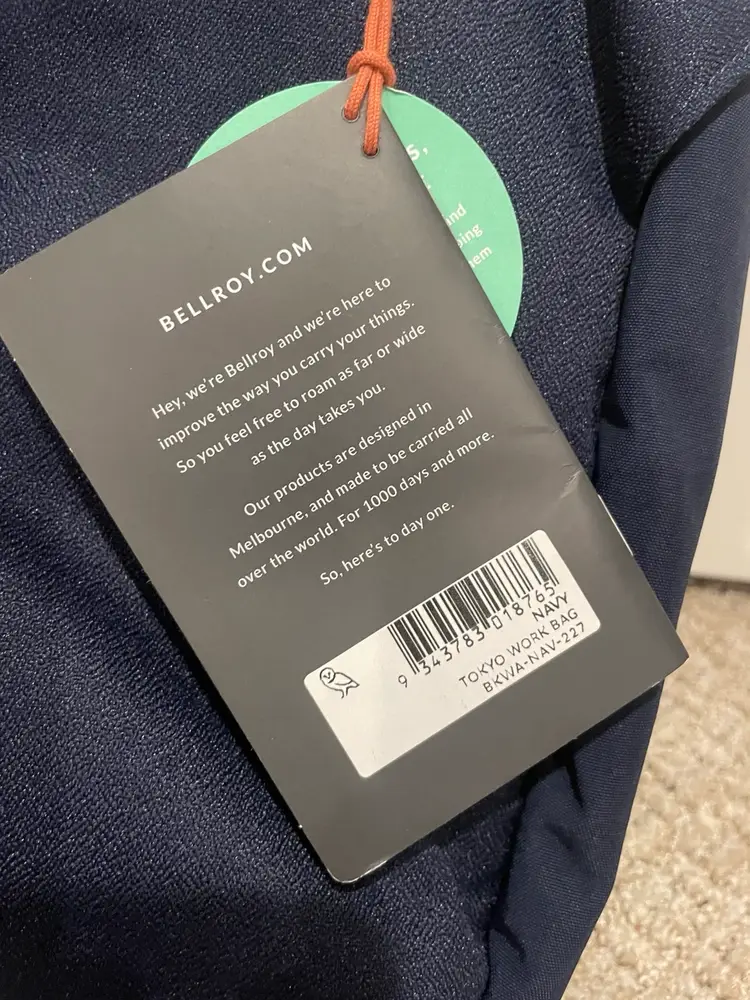 BELLROY.COM
Hey, we're Bellroy and we're here to
improve the way you carry your things.
So you feel free to roam as far or wide
as the day takes you.
Our products are designed in
Melbourne, and made to be carried all
over the world. For 1000 days and more.
So, here's to day one.
9 343783 018765
NAVY
TOKYO WORK BAG
BKWA-NAV-227